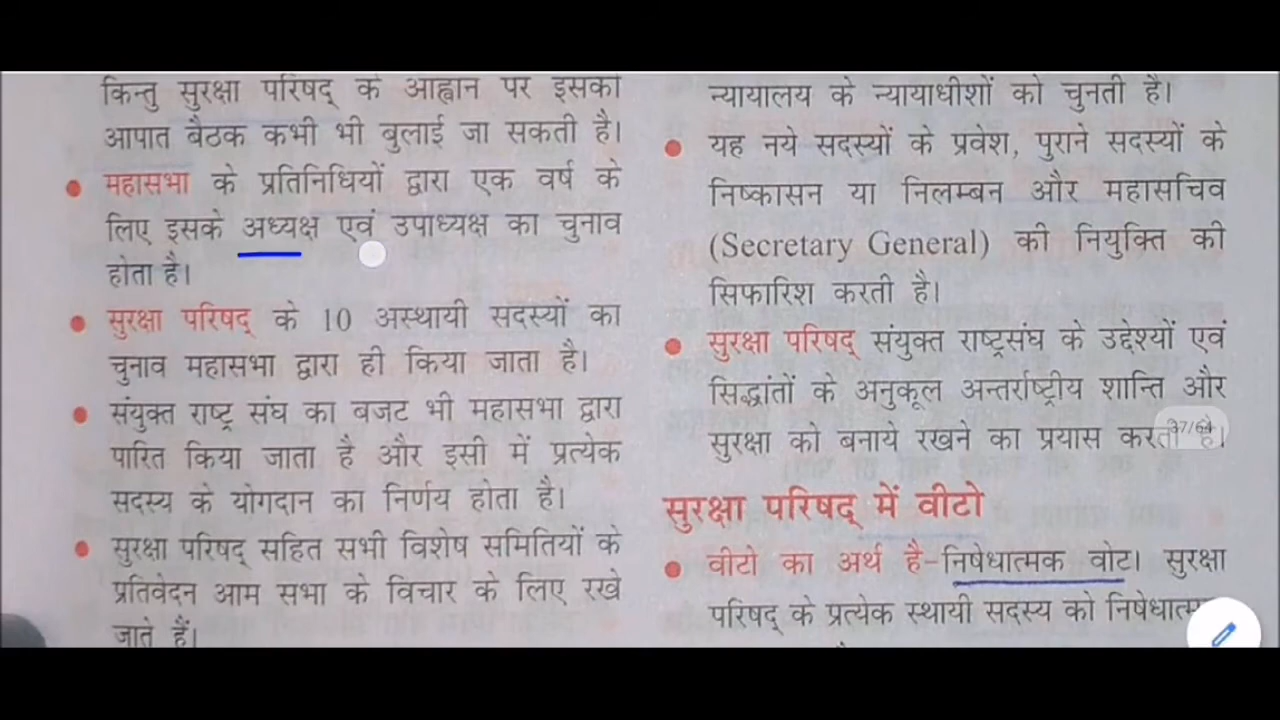 किन्तु सुरक्षा परिषद् के आह्वान पर इसको
आपात बैठक कभी भी बुलाई जा सकती है।
महासभा के प्रतिनिधियों द्वारा एक वर्ष के
लिए इसके अध्यक्ष एवं उपाध्यक्ष का चुनाव
होता है।
सुरक्षा परिषद् के 10 अस्थायी सदस्यों का
चुनाव महासभा द्वारा ही किया जाता है।
संयुक्त राष्ट्र संघ का बजट भी महासभा द्वारा
पारित किया जाता है और इसी में प्रत्येक
सदस्य के योगदान का निर्णय होता है।
सुरक्षा परिषद् सहित सभी विशेष समितियों के
प्रतिवेदन आम सभा के विचार के लिए रखे
जाते हैं।
न्यायालय के न्यायाधीशों को चुनती है।
यह नये सदस्यों के प्रवेश, पुराने सदस्यों के
निष्कासन या निलम्बन और महासचिव
(Secretary General) की नियुक्ति की
सिफारिश करती है।
सुरक्षा परिषद् संयुक्त राष्ट्रसंघ के उद्देश्यों एवं
सिद्धांतों के अनुकूल अन्तर्राष्ट्रीय शान्ति और
सुरक्षा को बनाये रखने का प्रयास करती है।
37/64
सुरक्षा परिषद् में वीटो
वीटो का अर्थ है-निषेधात्मक वोट। सुरक्षा
परिषद् के प्रत्येक स्थायी सदस्य को